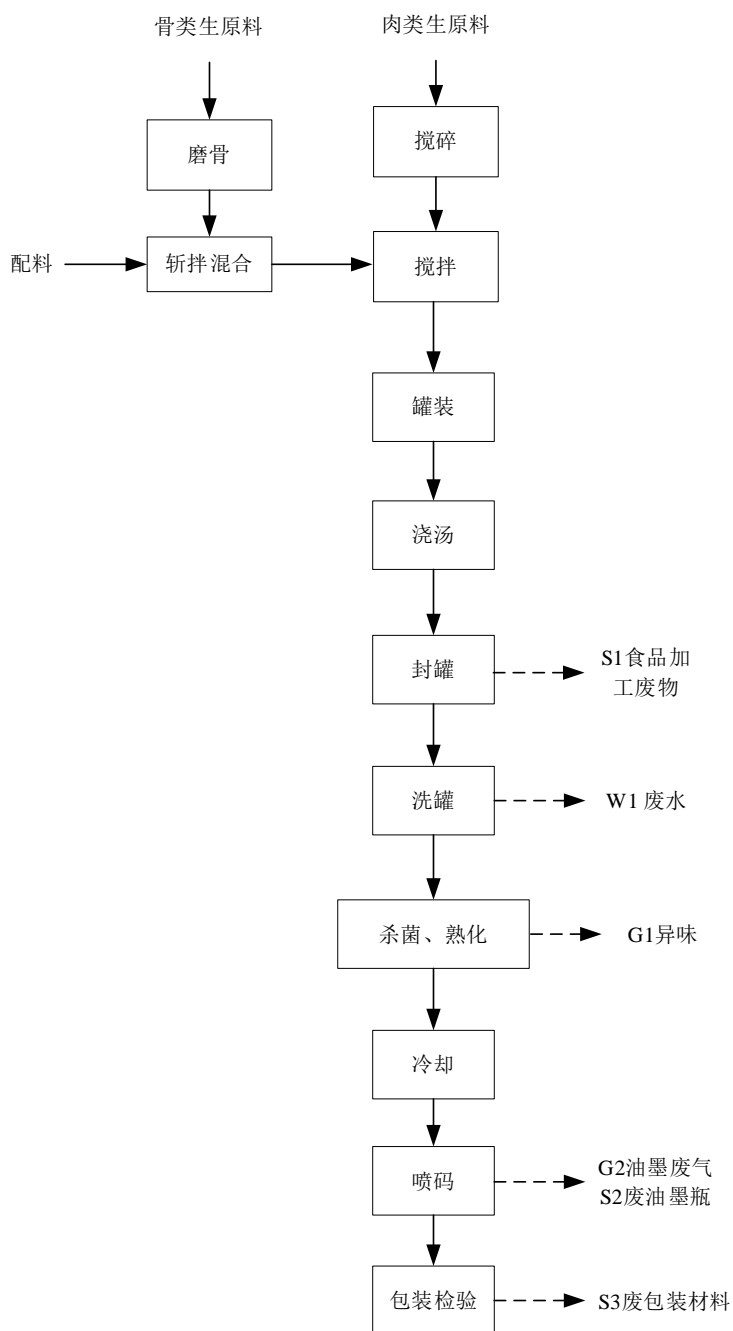 骨类生原料
肉类生原料
磨骨
搅碎
配料
斩拌混合
搅拌
罐装
浇汤
封罐
S1食品加
工废物
洗罐
W1 废水
杀菌、熟化
G1异味
冷却
喷码
G2油墨废气
S2废油墨瓶
包装检验
S3废包装材料